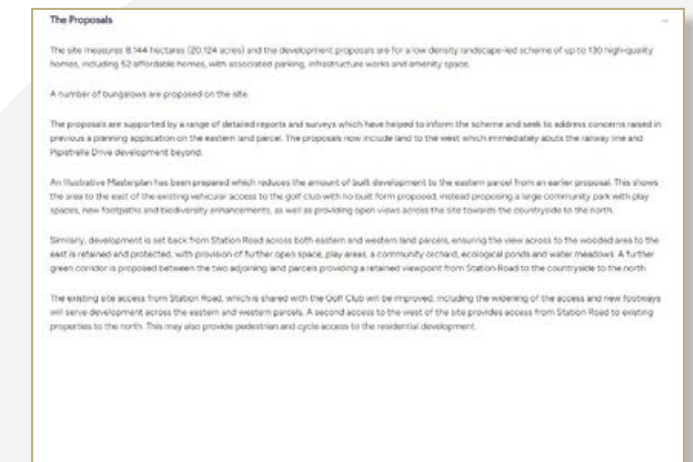 The Proposals
The site measures 8.144 hectares (20.124 acres) and the development proposals are for a low density landscape-led scheme of up to 130 high-quality
homes, including 52 affordable homes, with associated parking, infrastructure works and amenity space.
A number of bungalows are proposed on the site.
The proposals are supported by a range of detailed reports and surveys which have helped to inform the scheme and seek to address concerns raised in
previous a planning application on the eastern land parcel. The proposals now include land to the west which immediately abuts the railway line and
Pipistrelle Drive development beyond.
An Illustrative Masterplan has been prepared which reduces the amount of built development to the eastern parcel from an earlier proposal. This shows
the area to the east of the existing vehicular access to the golf club with no built form proposed, instead proposing a large community park with play
spaces, new footpaths and biodiversity enhancements, as well as providing open views across the site towards the countryside to the north.
Similarly, development is set back from Station Road across both eastern and western land parcels, ensuring the view across to the wooded area to the
east is retained and protected, with provision of further open space, play areas, a community orchard, ecological ponds and water meadows. A further
green corridor is proposed between the two adjoining land parcels providing a retained viewpoint from Station Road to the countryside to the north.
The existing site access from Station Road, which is shared with the Golf Club will be improved, including the widening of the access and new footways
will serve development across the eastern and western parcels. A second access to the west of the site provides access from Station Road to existing
properties to the north. This may also provide pedestrian and cycle access to the residential development.